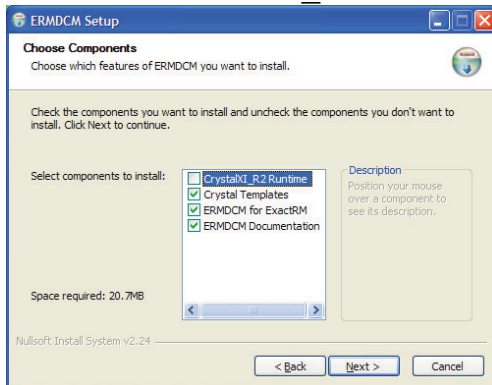 ERMDCM Setup
Choose Components
Choose which features of ERMDCM you want to install.
Check the components you want to install and uncheck the components you don't want to
install. Click Next to continue.
Select components to install:
CrystalXI_R2 Runtime
Crystal Templates
ERMDCM for ExactRM
ERMDCM Documentation
Description
Position your mouse
over a component to
see its description.
Space required: 20.7MB
Nullsoft Install System v2.24
< Back
Next >
Cancel